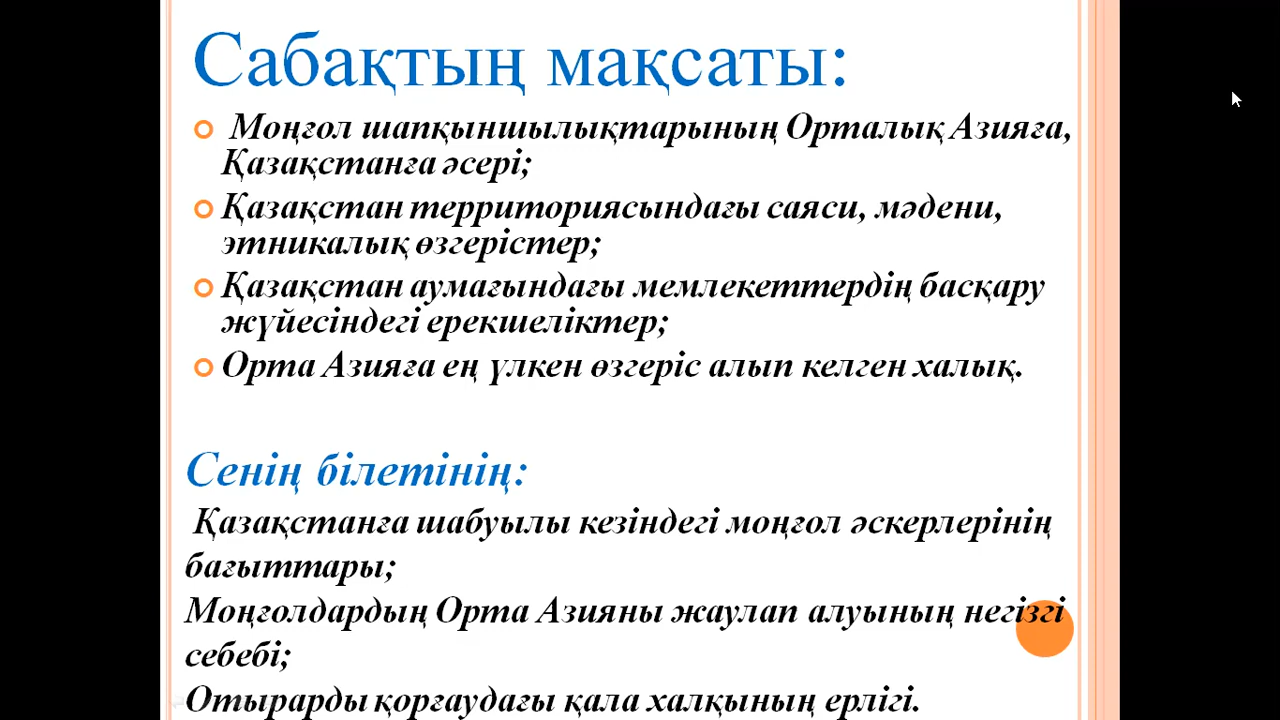 Сабақтың мақсаты:
Моңғол шапқыншылықтарының Орталық Азияға,
Қазақстанға әсері;
Қазақстан территориясындағы саяси, мәдени,
этникалық өзгерістер;
Қазақстан аумағындағы мемлекеттердің басқару
жүйесіндегі ерекшеліктер;
Орта Азияға ең үлкен өзгеріс алып келген халық.
Сенің білетінің:
Қазақстанға шабуылы кезіндегі моңғол әскерлерінің
бағыттары;
Моңғолдардың Орта Азияны жаулап алуының негізгі
себебі;
Отырарды қорғаудағы қала халқының ерлігі.